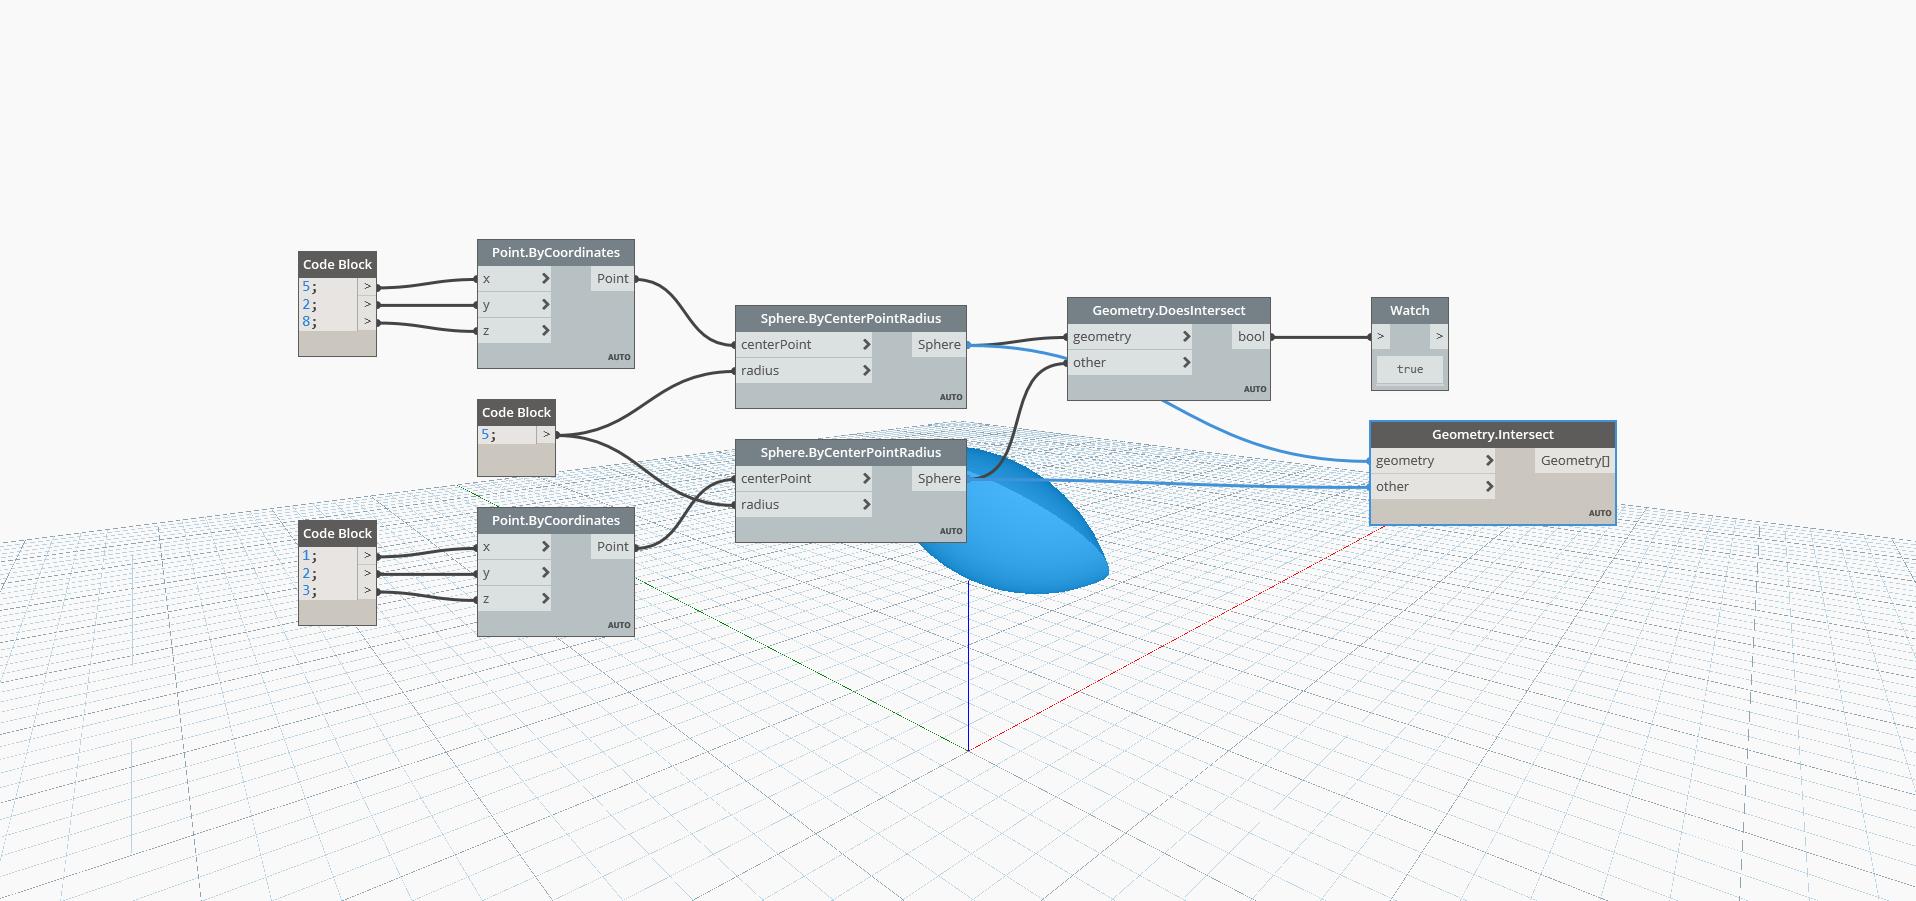 Code Block
5; >
2; >
8; >
Point.ByCoordinates
x > Point
y >
z >
AUTO
Code Block
5; >
Code Block
1; >
2; >
3; >
Point.ByCoordinates
x > Point
y >
z >
AUTO
Sphere.ByCenterPointRadius
centerPoint > Sphere
radius >
AUTO
Sphere.ByCenterPointRadius
centerPoint > Sphere
radius >
AUTO
Geometry.DoesIntersect
geometry > bool
other >
AUTO
Watch
> >
true
Geometry.Intersect
geometry > Geometry[]
other >
AUTO